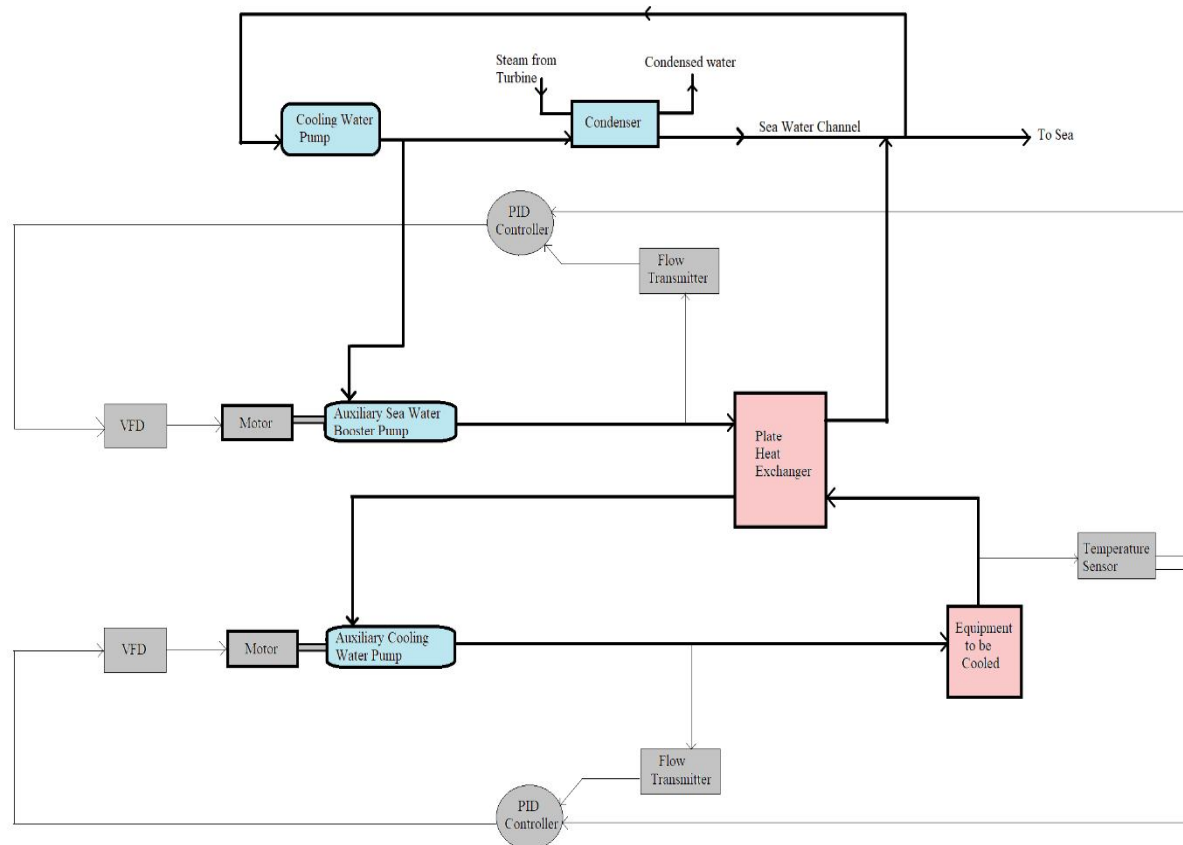 Steam from
Turbine
Condensed water
Cooling Water
Pump
Condenser
Sea Water Channel
To Sea
PID
Controller
Flow
Transmitter
VFD
Motor
Auxiliary Sea Water
Booster Pump
Plate
Heat
Exchanger
Temperature
Sensor
VFD
Motor
Auxiliary Cooling
Water Pump
Equipment
to be
Cooled
Flow
Transmitter
PID
Controller